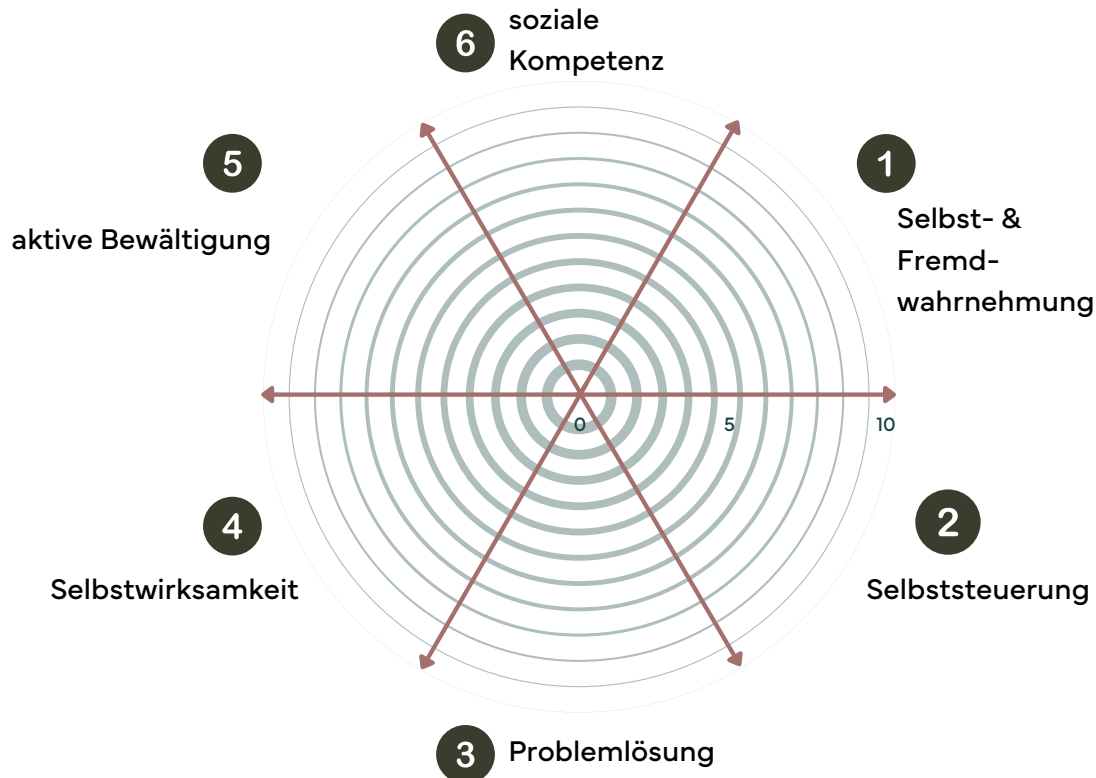 6 soziale
Kompetenz
5
1
aktive Bewältigung
Selbst- &
Fremd-
wahrnehmung
0
5
10
4
2
Selbstwirksamkeit
Selbststeuerung
3 Problemlösung